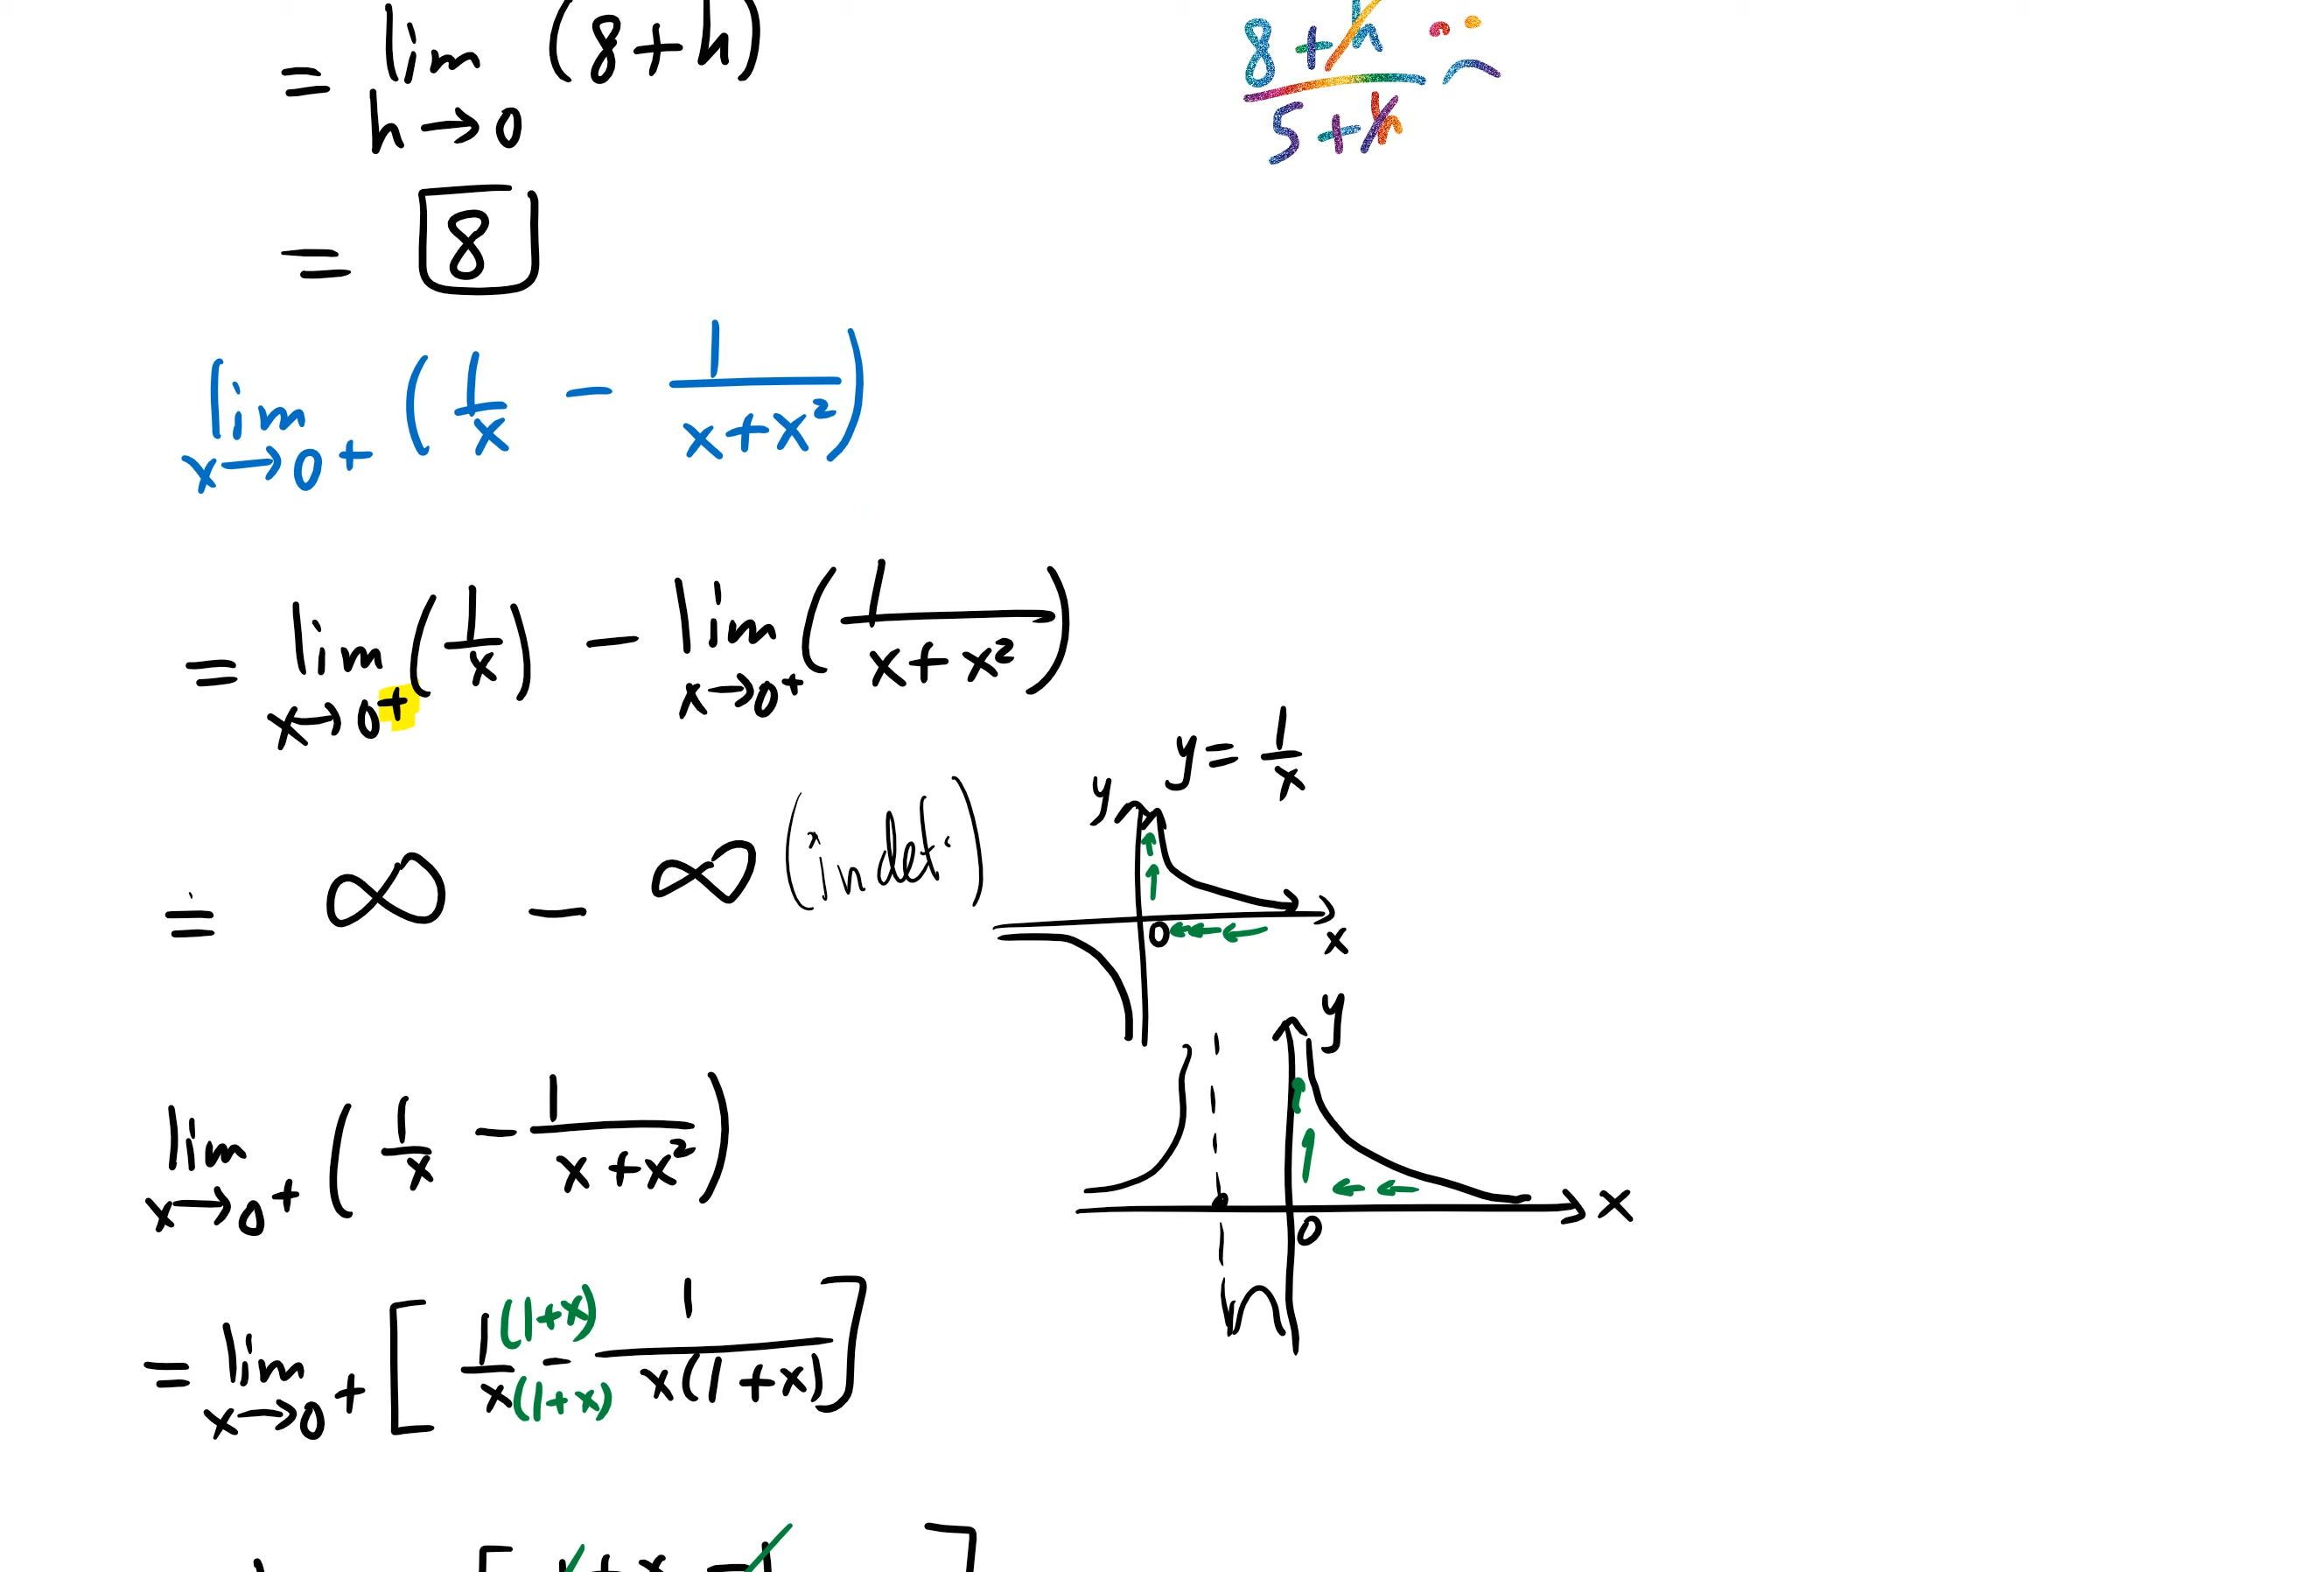 = lim (8+h)
h→0
8+h
5+h
= 8
lim ( 1/x - 1/(x+x²) )
x→0+
= lim (1/x) - lim ( 1/(x+x²) )
x→0+ x→0+
y = 1/x
y
= ∞ - ∞ (indet.)
0
x
y
lim ( 1/x - 1/(x+x²) )
x→0+
x
0
= lim [ 1(1+x)/x(1+x) - 1/x(1+x) ]
x→0+